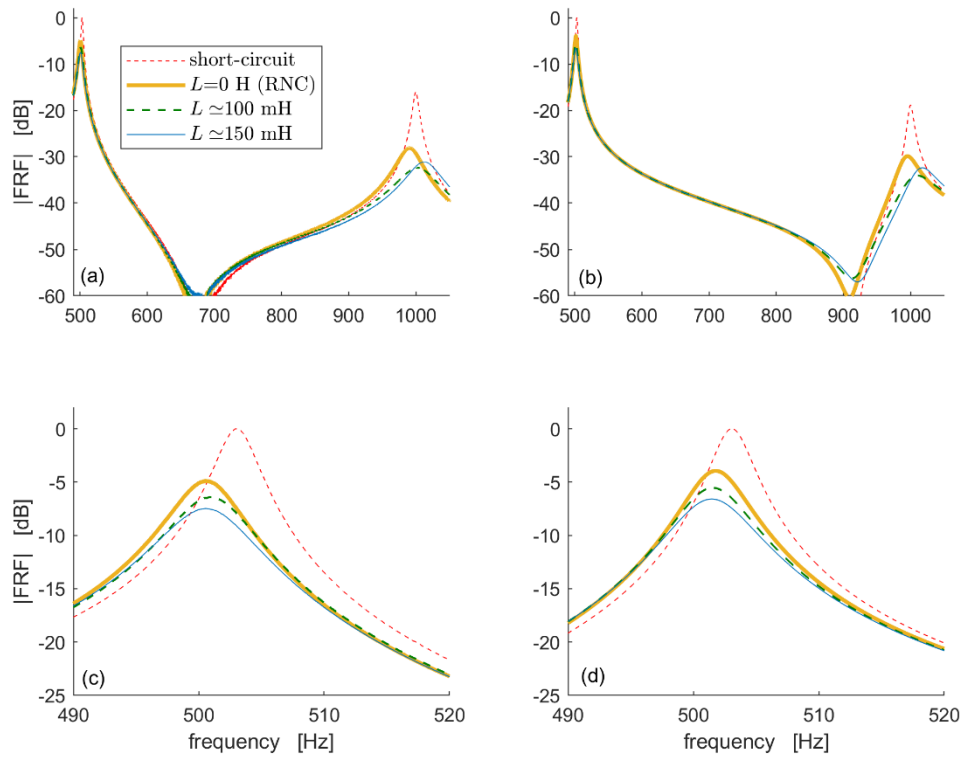 |FRF| [dB]
0
-10
-20
-30
-40
-50
-60
short-circuit
L=0 H (RNC)
L ≃100 mH
L ≃150 mH
(a)
500 600 700 800 900 1000
0
-10
-20
-30
-40
-50
-60
(b)
500 600 700 800 900 1000
|FRF| [dB]
0
-5
-10
-15
-20
-25
(c)
490 500 510 520
frequency [Hz]
0
-5
-10
-15
-20
-25
(d)
490 500 510 520
frequency [Hz]